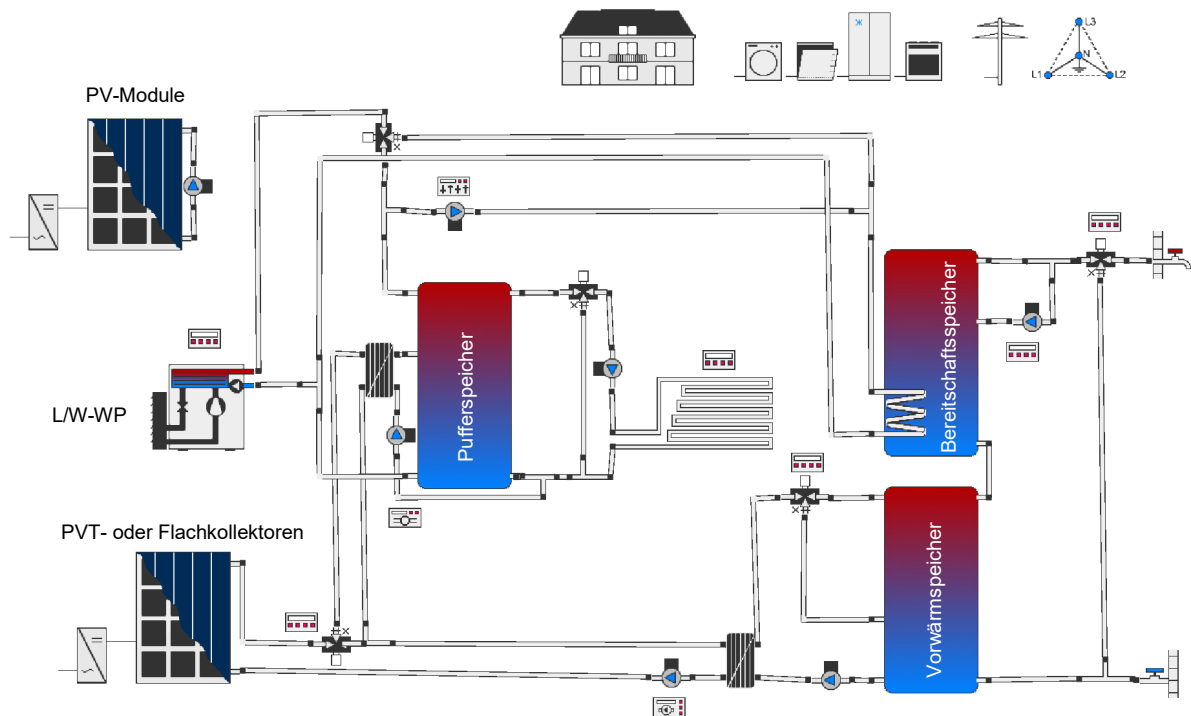 L3
N
L1
L2
PV-Module
L/W-WP
Pufferspeicher
Bereitschaftsspeicher
PVT- oder Flachkollektoren
Vorwärmspeicher